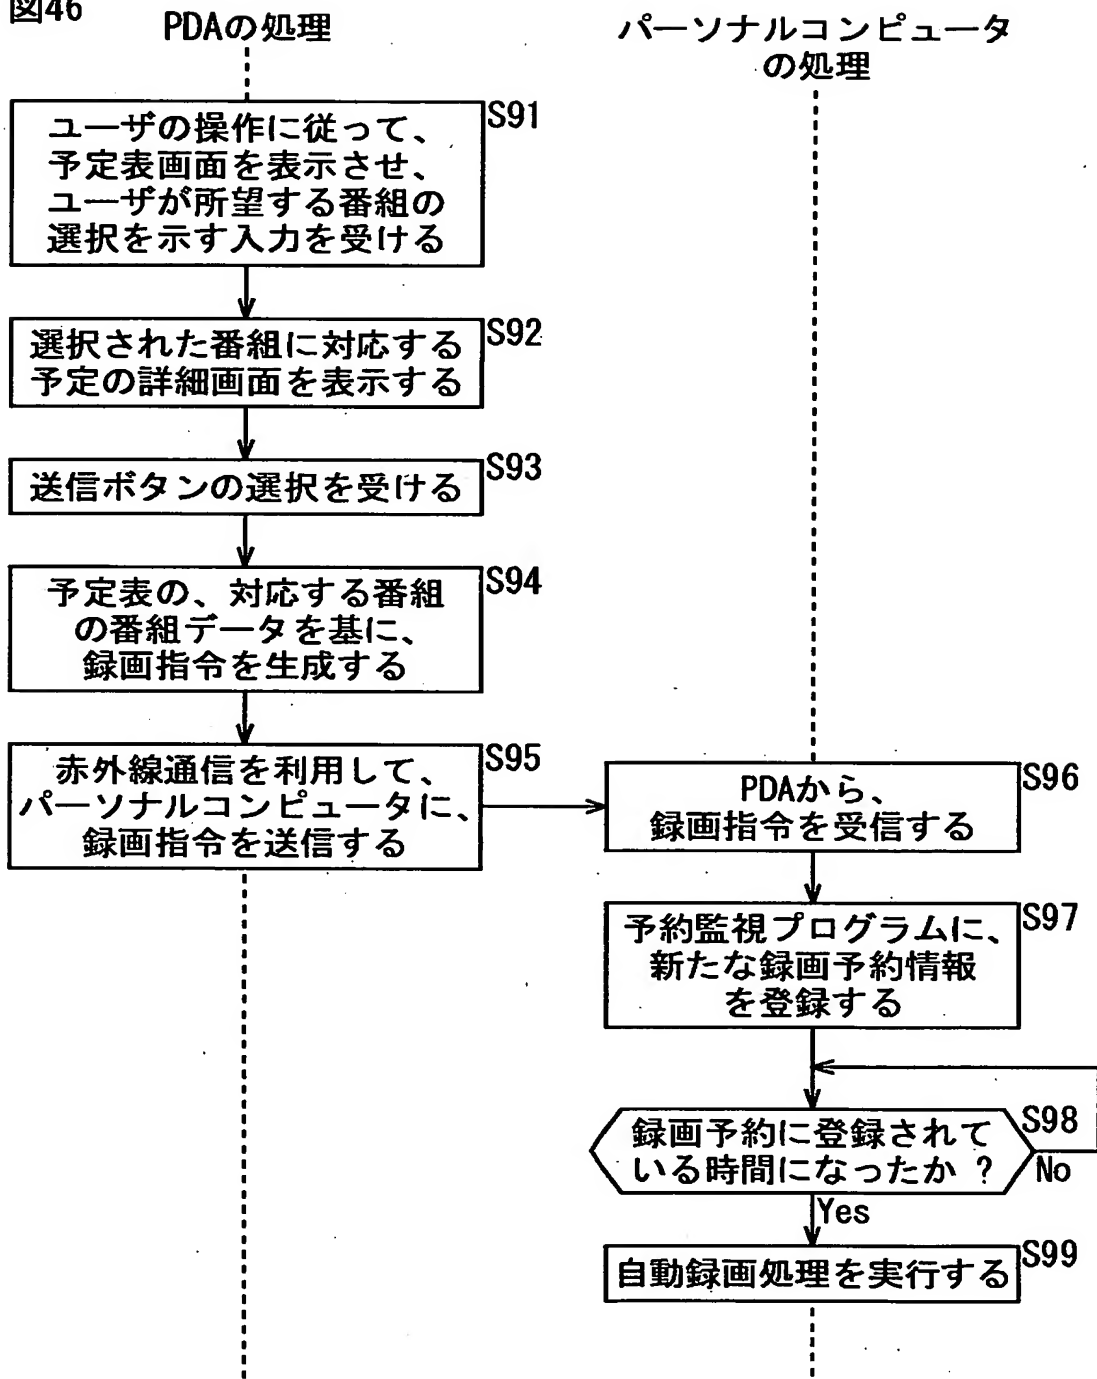 図46
PDAの処理
パーソナルコンピュータ
の処理
S91
ユーザの操作に従って、
予定表画面を表示させ、
ユーザが所望する番組の
選択を示す入力を受ける
S92
選択された番組に対応する
予定の詳細画面を表示する
S93
送信ボタンの選択を受ける
S94
予定表の、対応する番組
の番組データを基に、
録画指令を生成する
S95
赤外線通信を利用して、
パーソナルコンピュータに、
録画指令を送信する
S96
PDAから、
録画指令を受信する
S97
予約監視プログラムに、
新たな録画予約情報
を登録する
S98
録画予約に登録されて
いる時間になったか ?
No
Yes
S99
自動録画処理を実行する